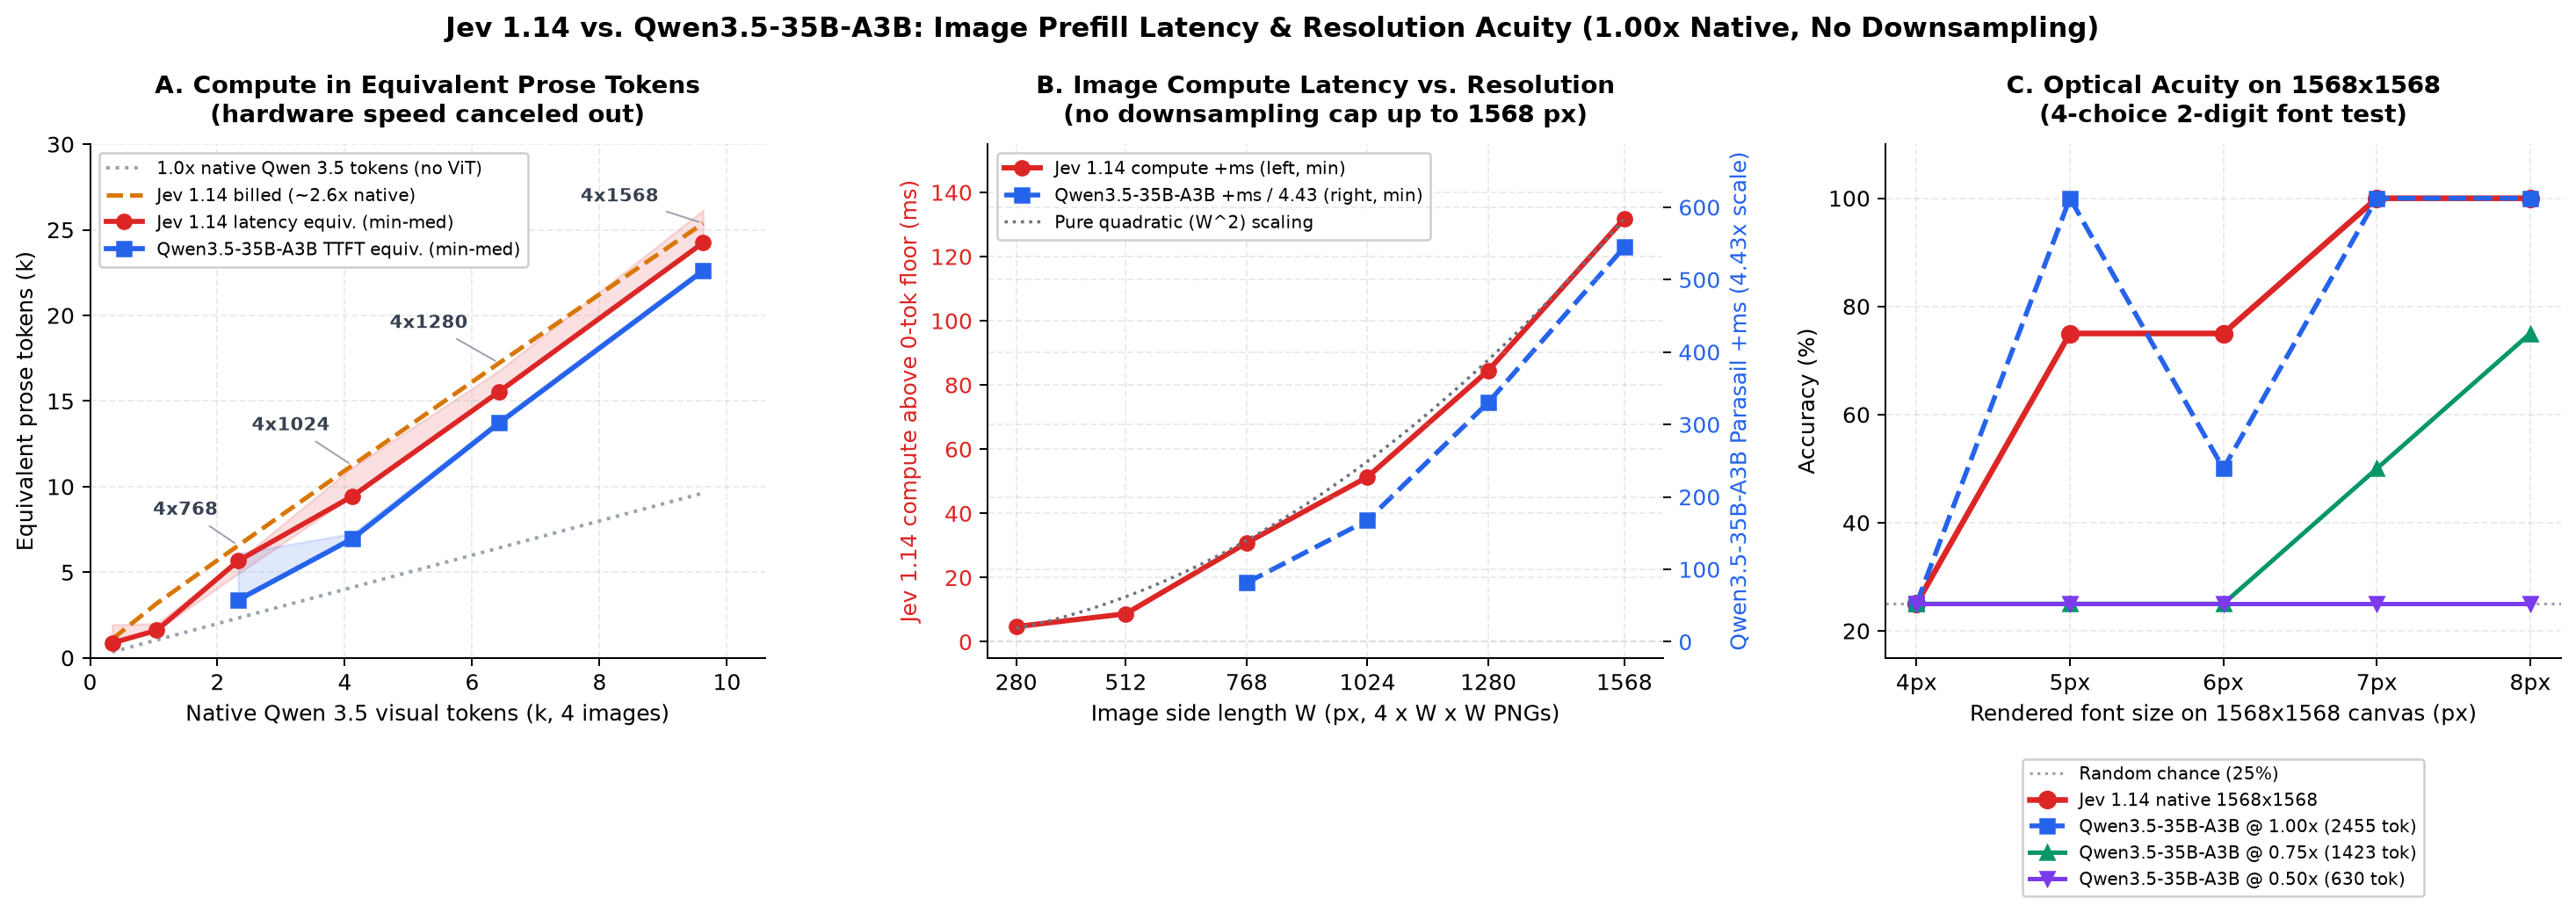 Jev 1.14 vs. Qwen3.5-35B-A3B: Image Prefill Latency & Resolution Acuity (1.00x Native, No Downsampling)
A. Compute in Equivalent Prose Tokens
(hardware speed canceled out)
Equivalent prose tokens (k)
30
25
20
15
10
5
0
1.0x native Qwen 3.5 tokens (no ViT)
Jev 1.14 billed (~2.6x native)
Jev 1.14 latency equiv. (min-med)
Qwen3.5-35B-A3B TTFT equiv. (min-med)
4x1568
4x1280
4x1024
4x768
0 2 4 6 8 10
Native Qwen 3.5 visual tokens (k, 4 images)
B. Image Compute Latency vs. Resolution
(no downsampling cap up to 1568 px)
Jev 1.14 compute above 0-tok floor (ms)
140
120
100
80
60
40
20
0
Jev 1.14 compute +ms (left, min)
Qwen3.5-35B-A3B +ms / 4.43 (right, min)
Pure quadratic (W^2) scaling
600
500
400
300
200
100
0
Qwen3.5-35B-A3B Parasail +ms (4.43x scale)
280 512 768 1024 1280 1568
Image side length W (px, 4 x W x W PNGs)
C. Optical Acuity on 1568x1568
(4-choice 2-digit font test)
Accuracy (%)
100
80
60
40
20
4px 5px 6px 7px 8px
Rendered font size on 1568x1568 canvas (px)
Random chance (25%)
Jev 1.14 native 1568x1568
Qwen3.5-35B-A3B @ 1.00x (2455 tok)
Qwen3.5-35B-A3B @ 0.75x (1423 tok)
Qwen3.5-35B-A3B @ 0.50x (630 tok)